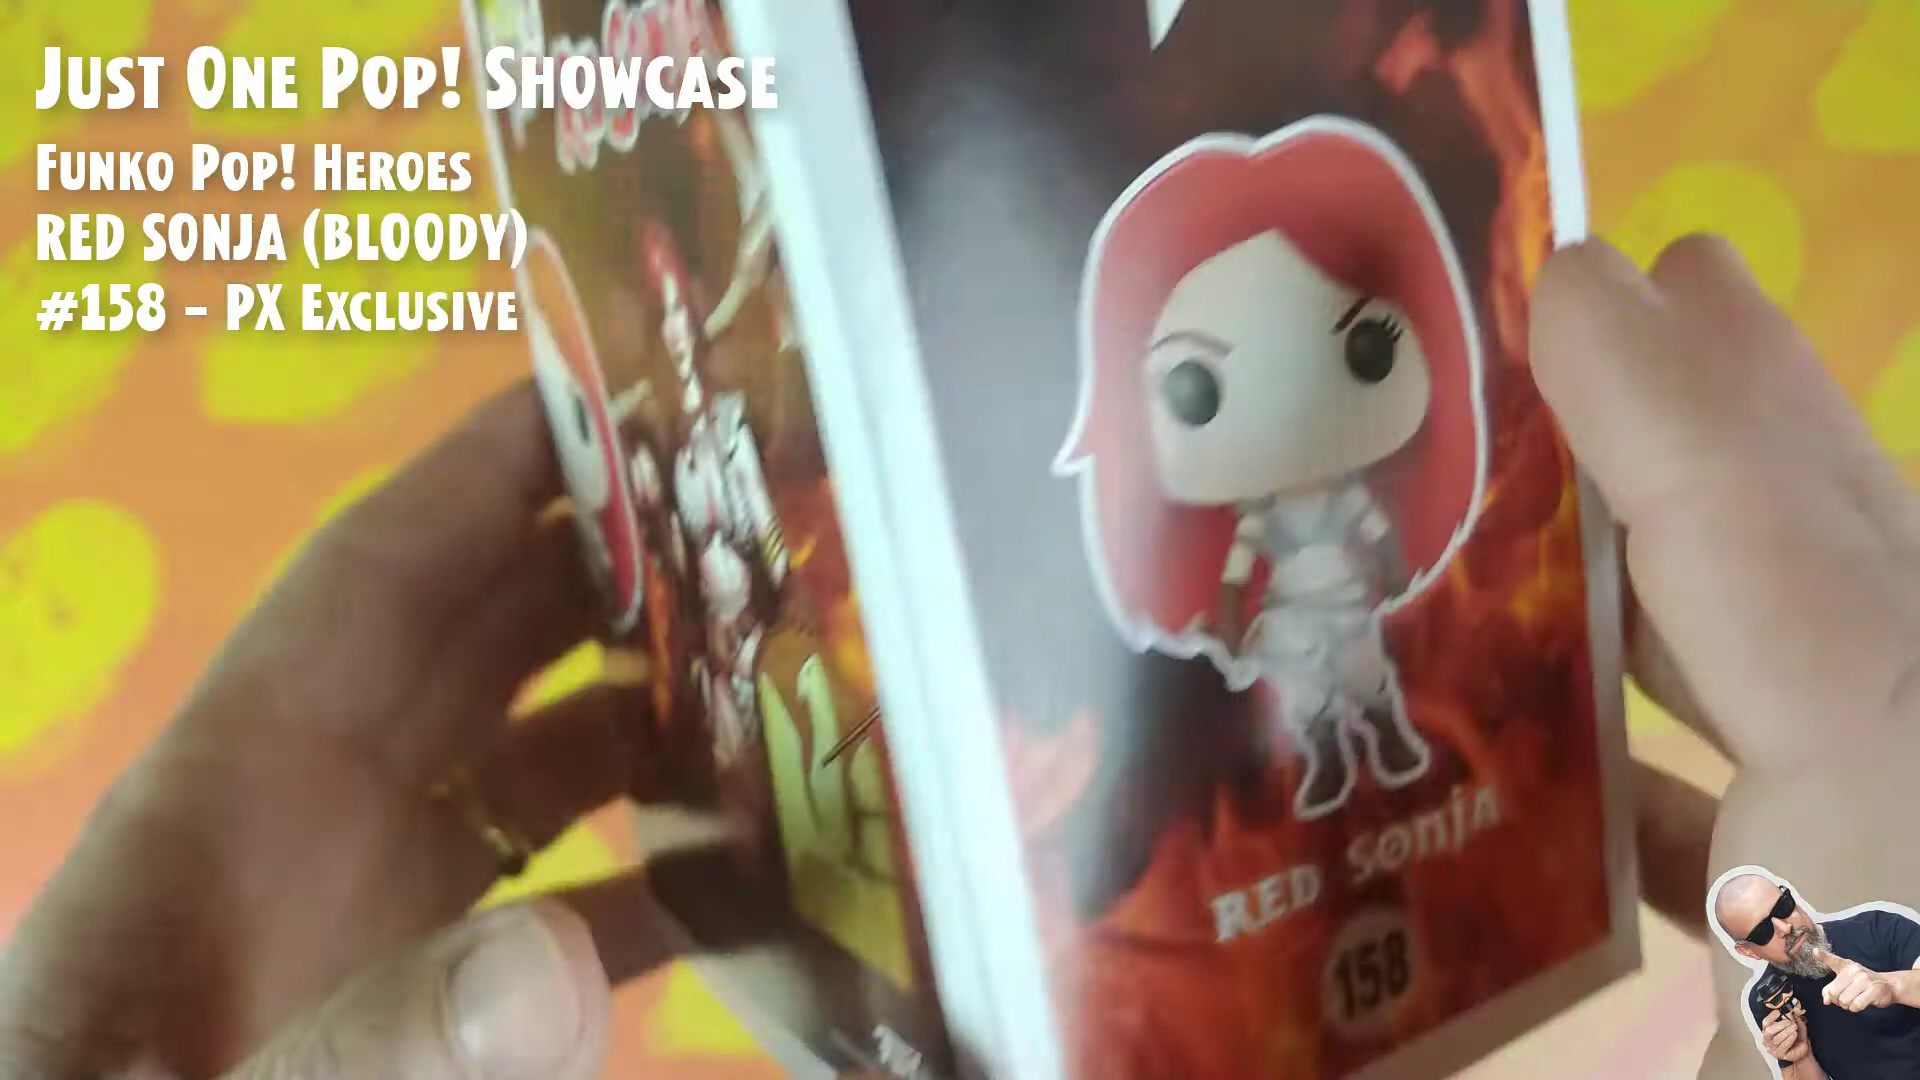 Just One Pop! Showcase
Funko Pop! Heroes
RED SONJA (BLOODY)
#158 - PX Exclusive
RED Sonja
158